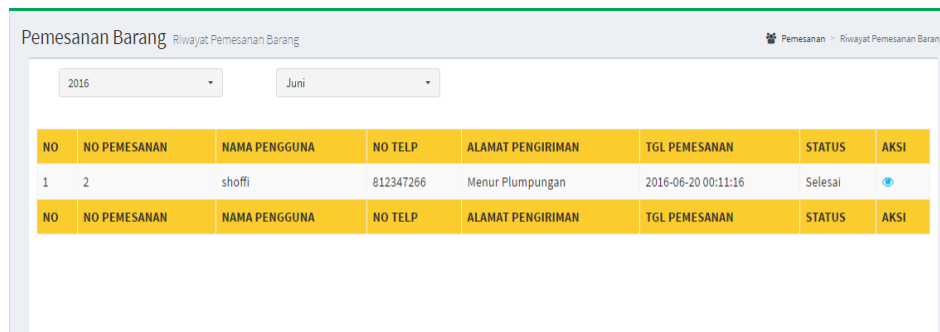 Pemesanan Barang Riwayat Pemesanan Barang Pemesanan > Riwayat Pemesanan Baran
2016 Juni
NO NO PEMESANAN NAMA PENGGUNA NO TELP ALAMAT PENGIRIMAN TGL PEMESANAN STATUS AKSI
1 2 shoffi 812347266 Menur Plumpungan 2016-06-20 00:11:16 Selesai
NO NO PEMESANAN NAMA PENGGUNA NO TELP ALAMAT PENGIRIMAN TGL PEMESANAN STATUS AKSI